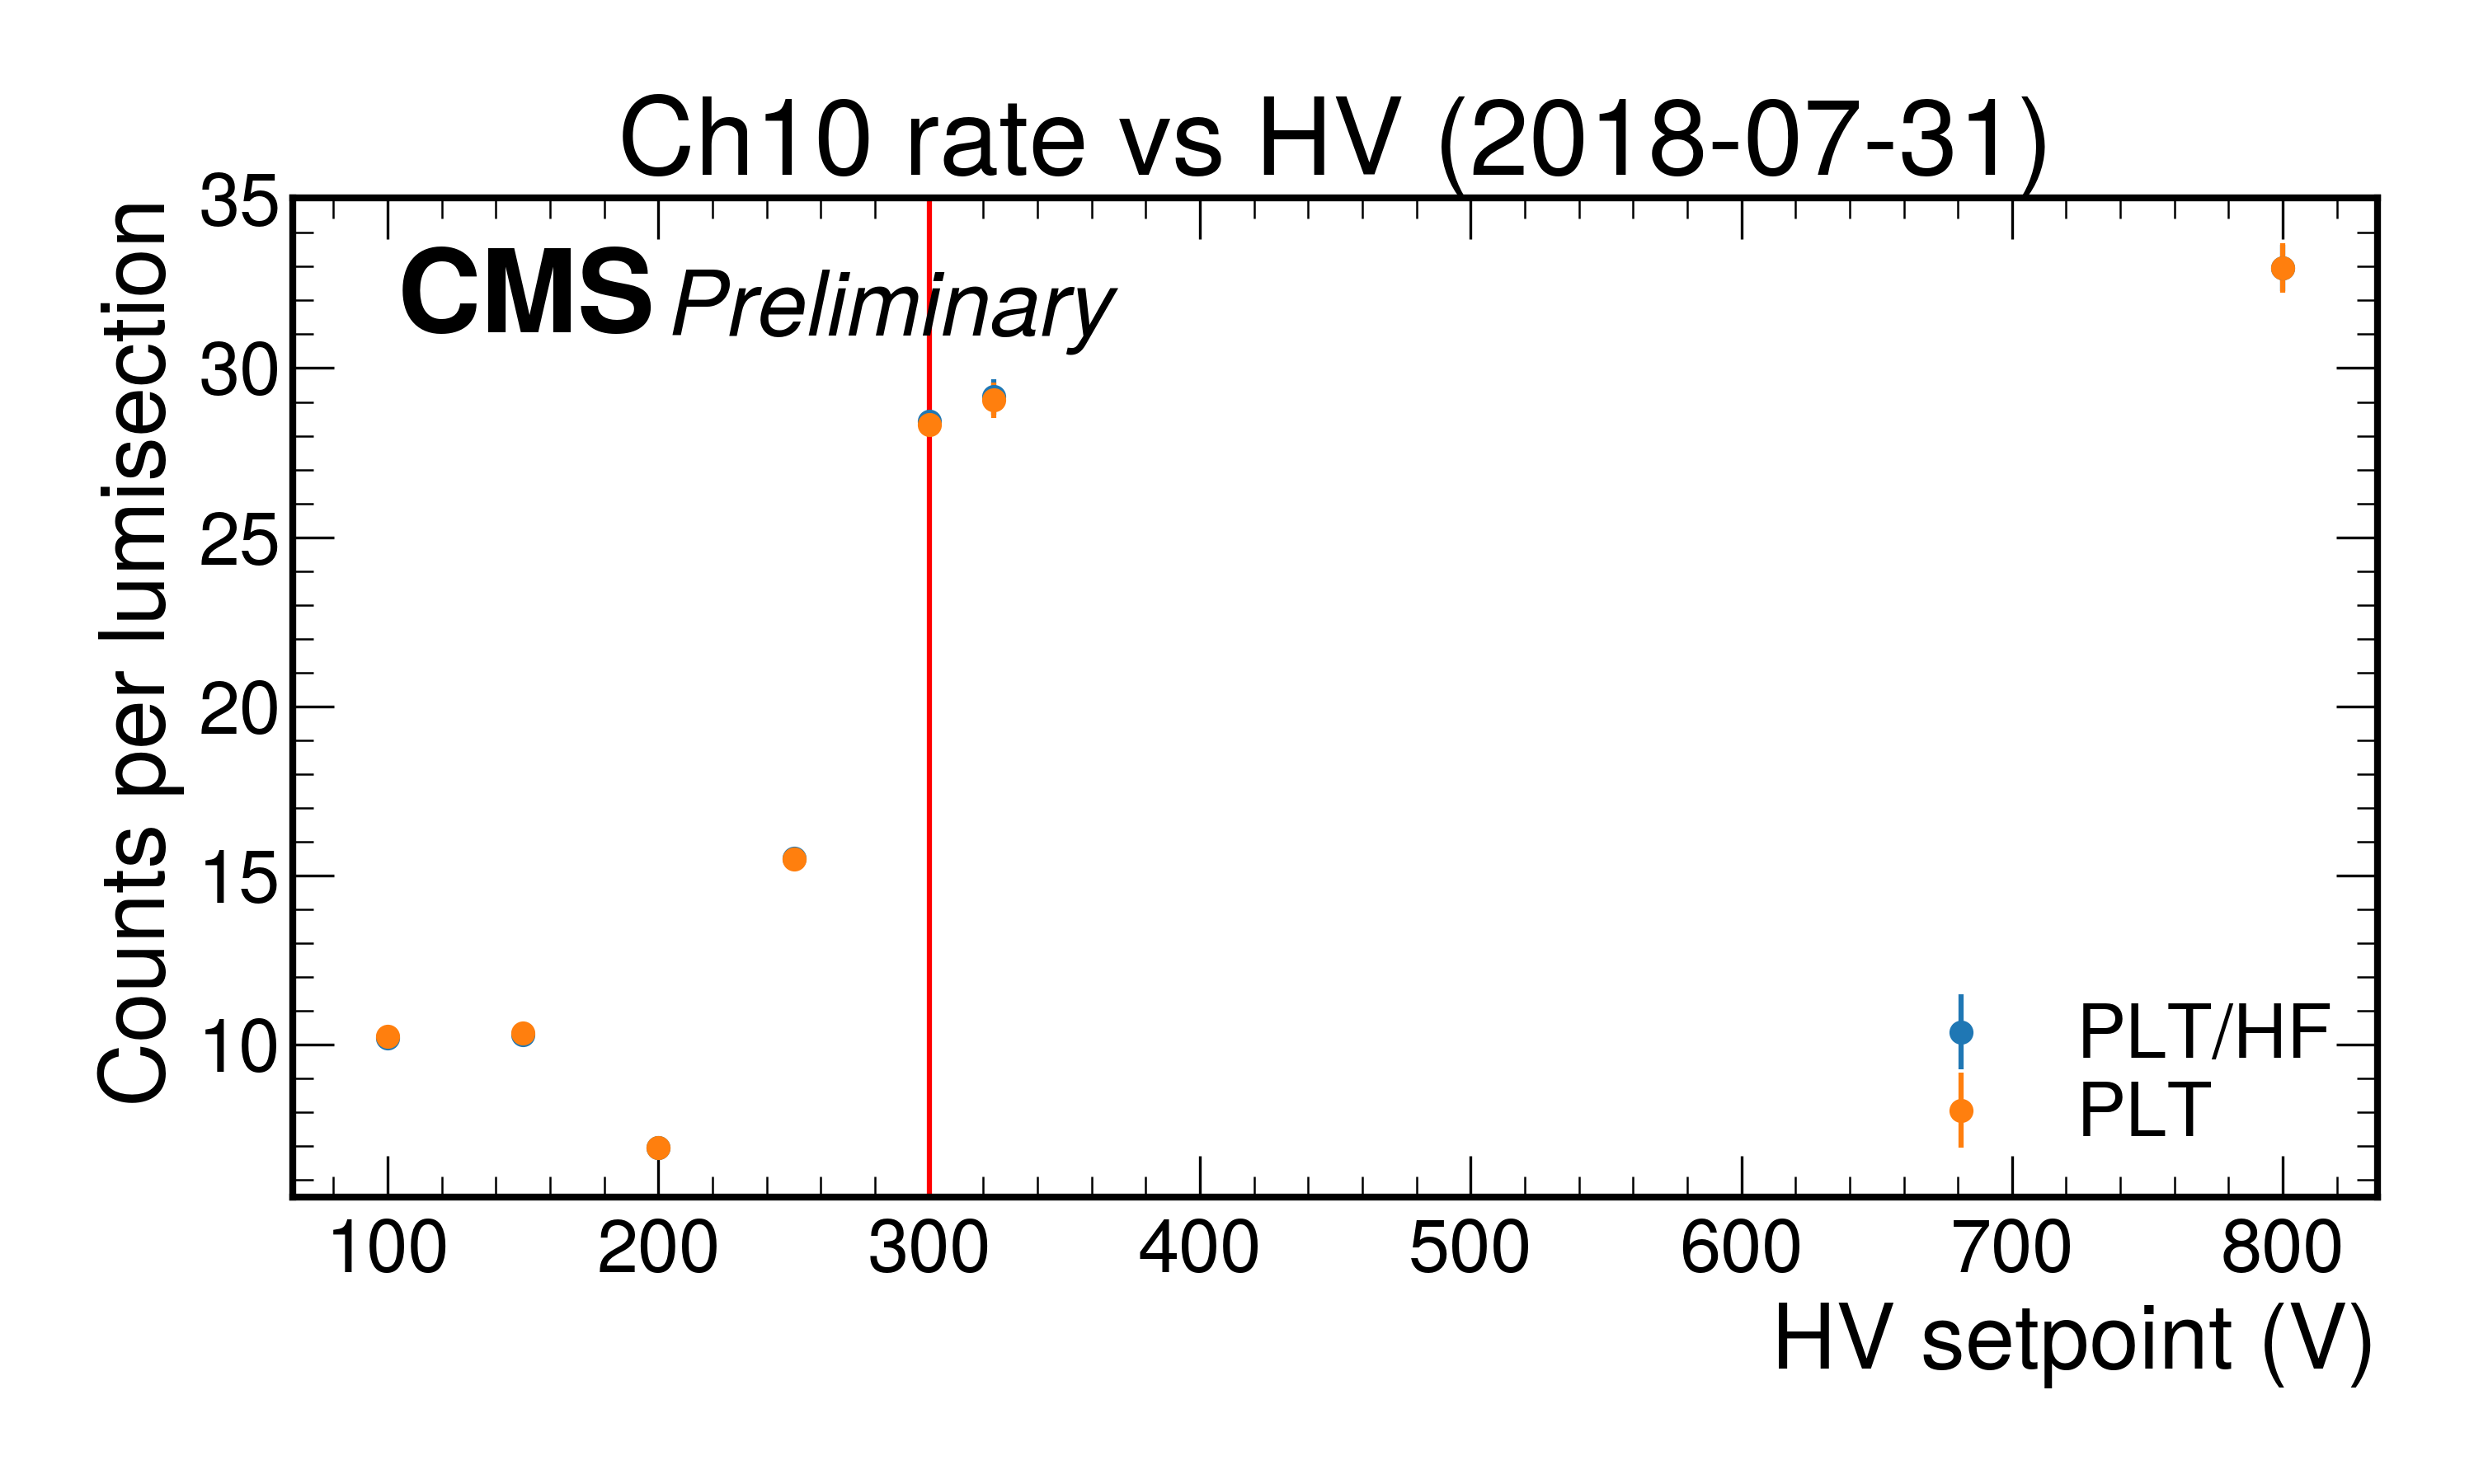 Ch10 rate vs HV (2018-07-31)
CMS Preliminary
Counts per lumisection
35
30
25
20
15
10
PLT/HF
PLT
100 200 300 400 500 600 700 800
HV setpoint (V)